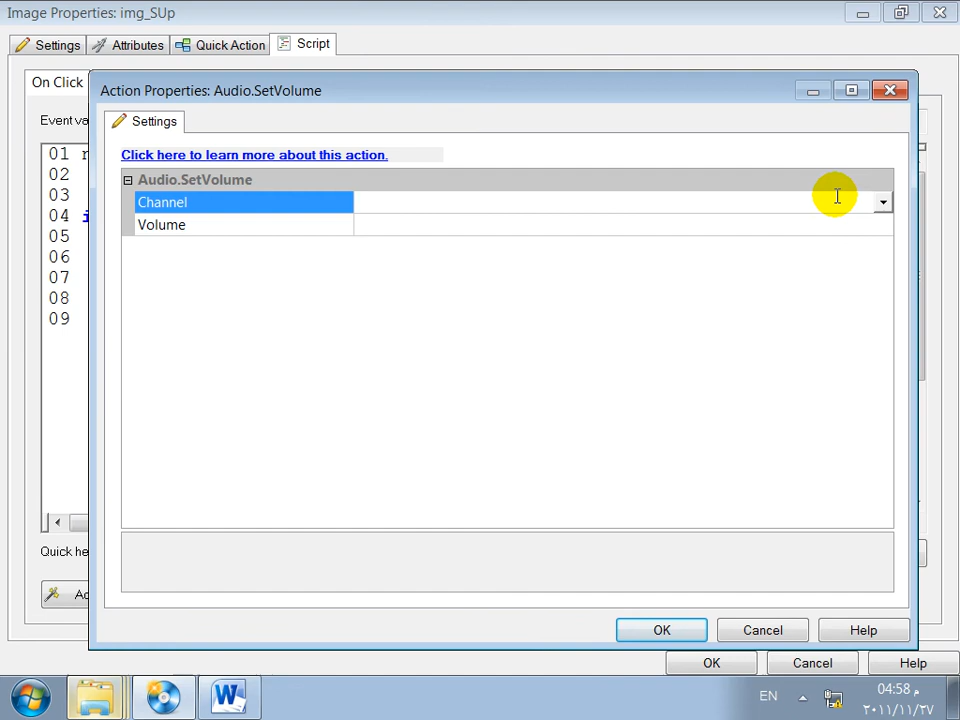 Image Properties: img_SUp
Settings
Attributes
Quick Action
Script
On Click
Action Properties: Audio.SetVolume
Settings
Event va
Click here to learn more about this action.
01
02
03
04 i
05
06
07
08
09
Audio.SetVolume
Channel
Volume
Quick he
OK
Cancel
Help
OK
Cancel
Help
W
EN
04:58 م
٢٠١١/١١/٢٧